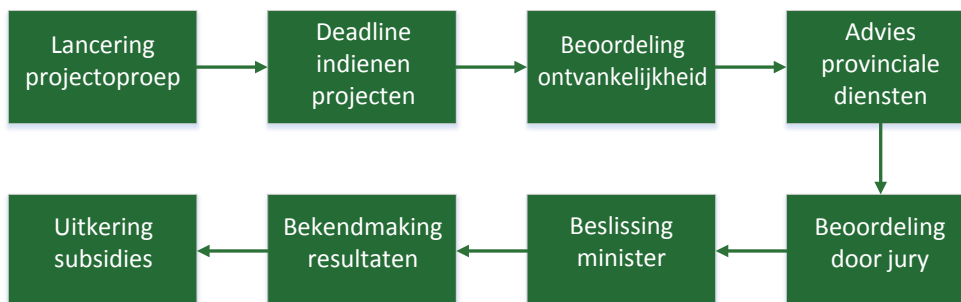 Lancering
projectoproep
Deadline
indienen
projecten
Beoordeling
ontvankelijkheid
Advies
provinciale
diensten
Beoordeling
door jury
Beslissing
minister
Bekendmaking
resultaten
Uitkering
subsidies